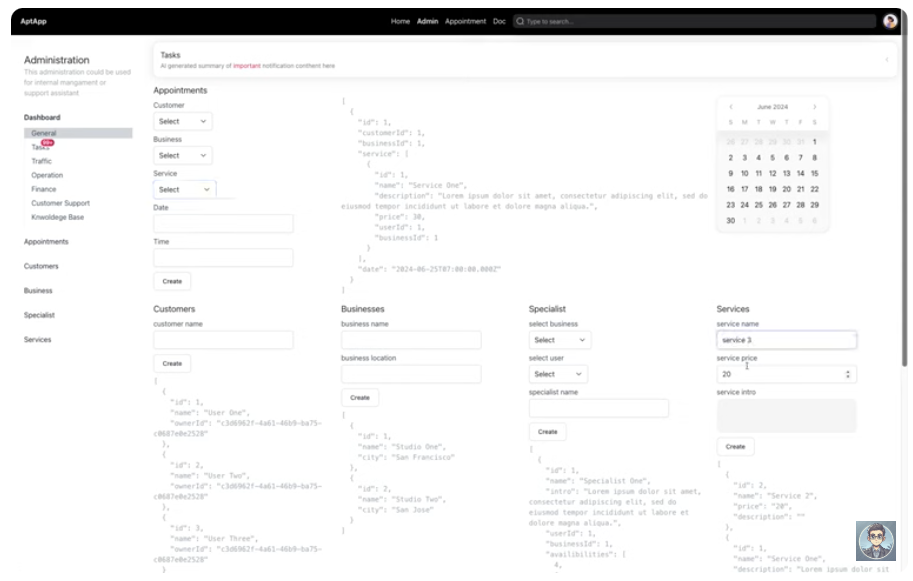 AptApp
Home Admin Appointment Doc Type to search...
Administration
This administration could be used
for internal mangament or
support assistant
Dashboard
General
Tasks 99+
Traffic
Operation
Finance
Customer Support
Knwoldege Base
Appointments
Customers
Business
Specialist
Services
Tasks
AI generated summary of important notification conthent here
Appointments
Customer
Select
Business
Select
Service
Select
Date
Time
Create
[
{
"id": 1,
"customerId": 1,
"businessId": 1,
"service": [
{
"id": 1,
"name": "Service One",
"description": "Lorem ipsum dolor sit amet, consectetur adipiscing elit, sed do
eiusmod tempor incididunt ut labore et dolore magna aliqua.",
"price": 30,
"userId": 1,
"businessId": 1
}
],
"date": "2024-06-25T07:00:00.000Z"
}
]
June 2024
S M T W T F S
26 27 28 29 30 31 1
2 3 4 5 6 7 8
9 10 11 12 13 14 15
16 17 18 19 20 21 22
23 24 25 26 27 28 29
30 1 2 3 4 5 6
Customers
customer name
Create
[
{
"id": 1,
"name": "User One",
"ownerId": "c3d6962f-4a61-46b9-ba75-
c0687e0e2528"
},
{
"id": 2,
"name": "User Two",
"ownerId": "c3d6962f-4a61-46b9-ba75-
c0687e0e2528"
},
{
"id": 3,
"name": "User Three",
"ownerId": "c3d6962f-4a61-46b9-ba75-
c0687e0e2528"
}
Businesses
business name
business location
Create
[
{
"id": 1,
"name": "Studio One",
"city": "San Francisco"
},
{
"id": 2,
"name": "Studio Two",
"city": "San Jose"
}
]
Specialist
select business
Select
select user
Select
specialist name
Create
[
{
"id": 1,
"name": "Specialist One",
"intro": "Lorem ipsum dolor sit amet,
consectetur adipiscing elit, sed do
eiusmod tempor incididunt ut labore et
dolore magna aliqua.",
"userId": 1,
"businessId": 1,
"availibilities": [
4,
Services
service name
service 3
service price
20
service intro
Create
[
{
"id": 2,
"name": "Service 2",
"price": "20",
"description": ""
},
{
"id": 1,
"name": "Service One",
"description": "Lorem ipsum dolor sit